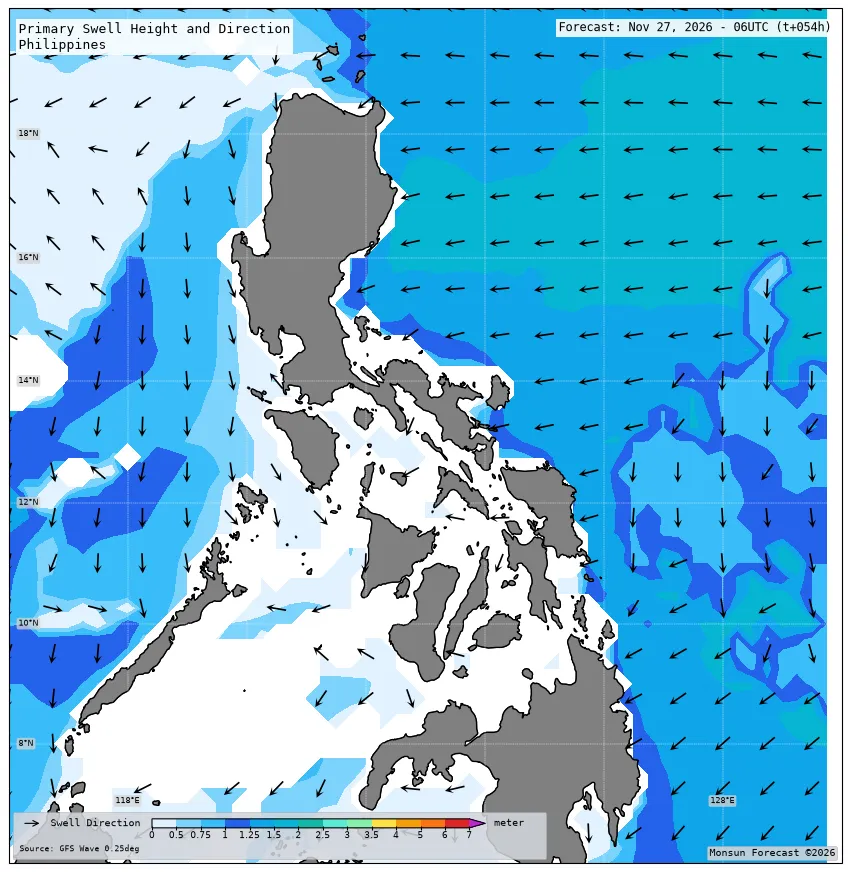 Primary Swell Height and Direction
Philippines
Forecast: Nov 27, 2026 - 06UTC (t+054h)
18°N
16°N
14°N
12°N
10°N
8°N
118°E
128°E
Swell Direction
meter
0 0.5 0.75 1 1.25 1.5 2 2.5 3 3.5 4 5 6 7
Source: GFS Wave 0.25deg
Monsun Forecast ©2026